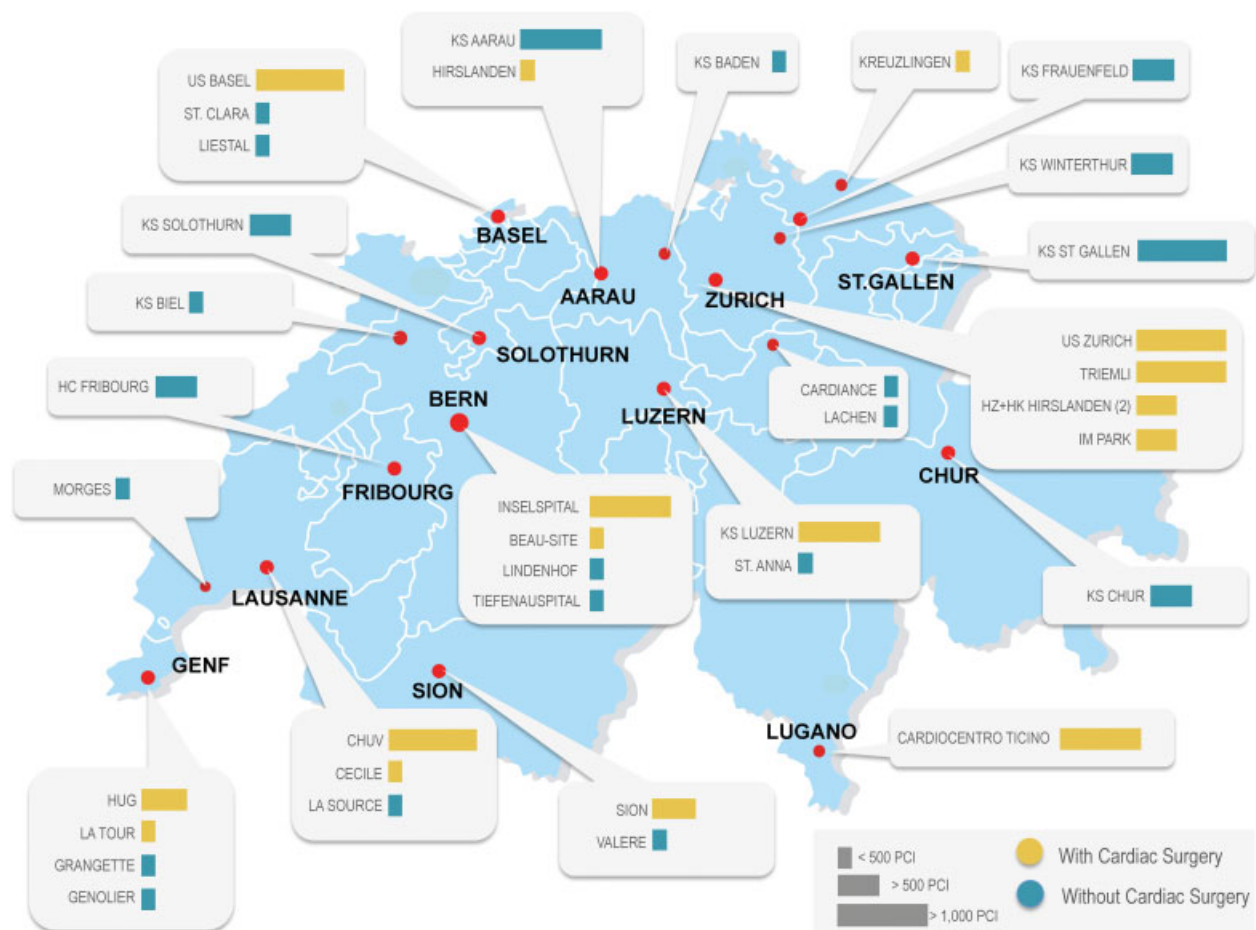 KS AARAU
HIRSLANDEN
KS BADEN
KREUZLINGEN
KS FRAUENFELD
US BASEL
ST. CLARA
LIESTAL
KS WINTERTHUR
KS SOLOTHURN
BASEL
KS ST GALLEN
AARAU
ZURICH
ST.GALLEN
KS BIEL
SOLOTHURN
US ZURICH
TRIEMLI
HZ+HK HIRSLANDEN (2)
IM PARK
HC FRIBOURG
BERN
LUZERN
CARDIANCE
LACHEN
CHUR
FRIBOURG
MORGES
INSELSPITAL
BEAU-SITE
LINDENHOF
TIEFENAUSPITAL
KS LUZERN
ST. ANNA
LAUSANNE
KS CHUR
GENF
SION
LUGANO
CARDIOCENTRO TICINO
CHUV
CECILE
LA SOURCE
HUG
LA TOUR
GRANGETTE
GENOLIER
SION
VALERE
< 500 PCI
> 500 PCI
> 1,000 PCI
With Cardiac Surgery
Without Cardiac Surgery